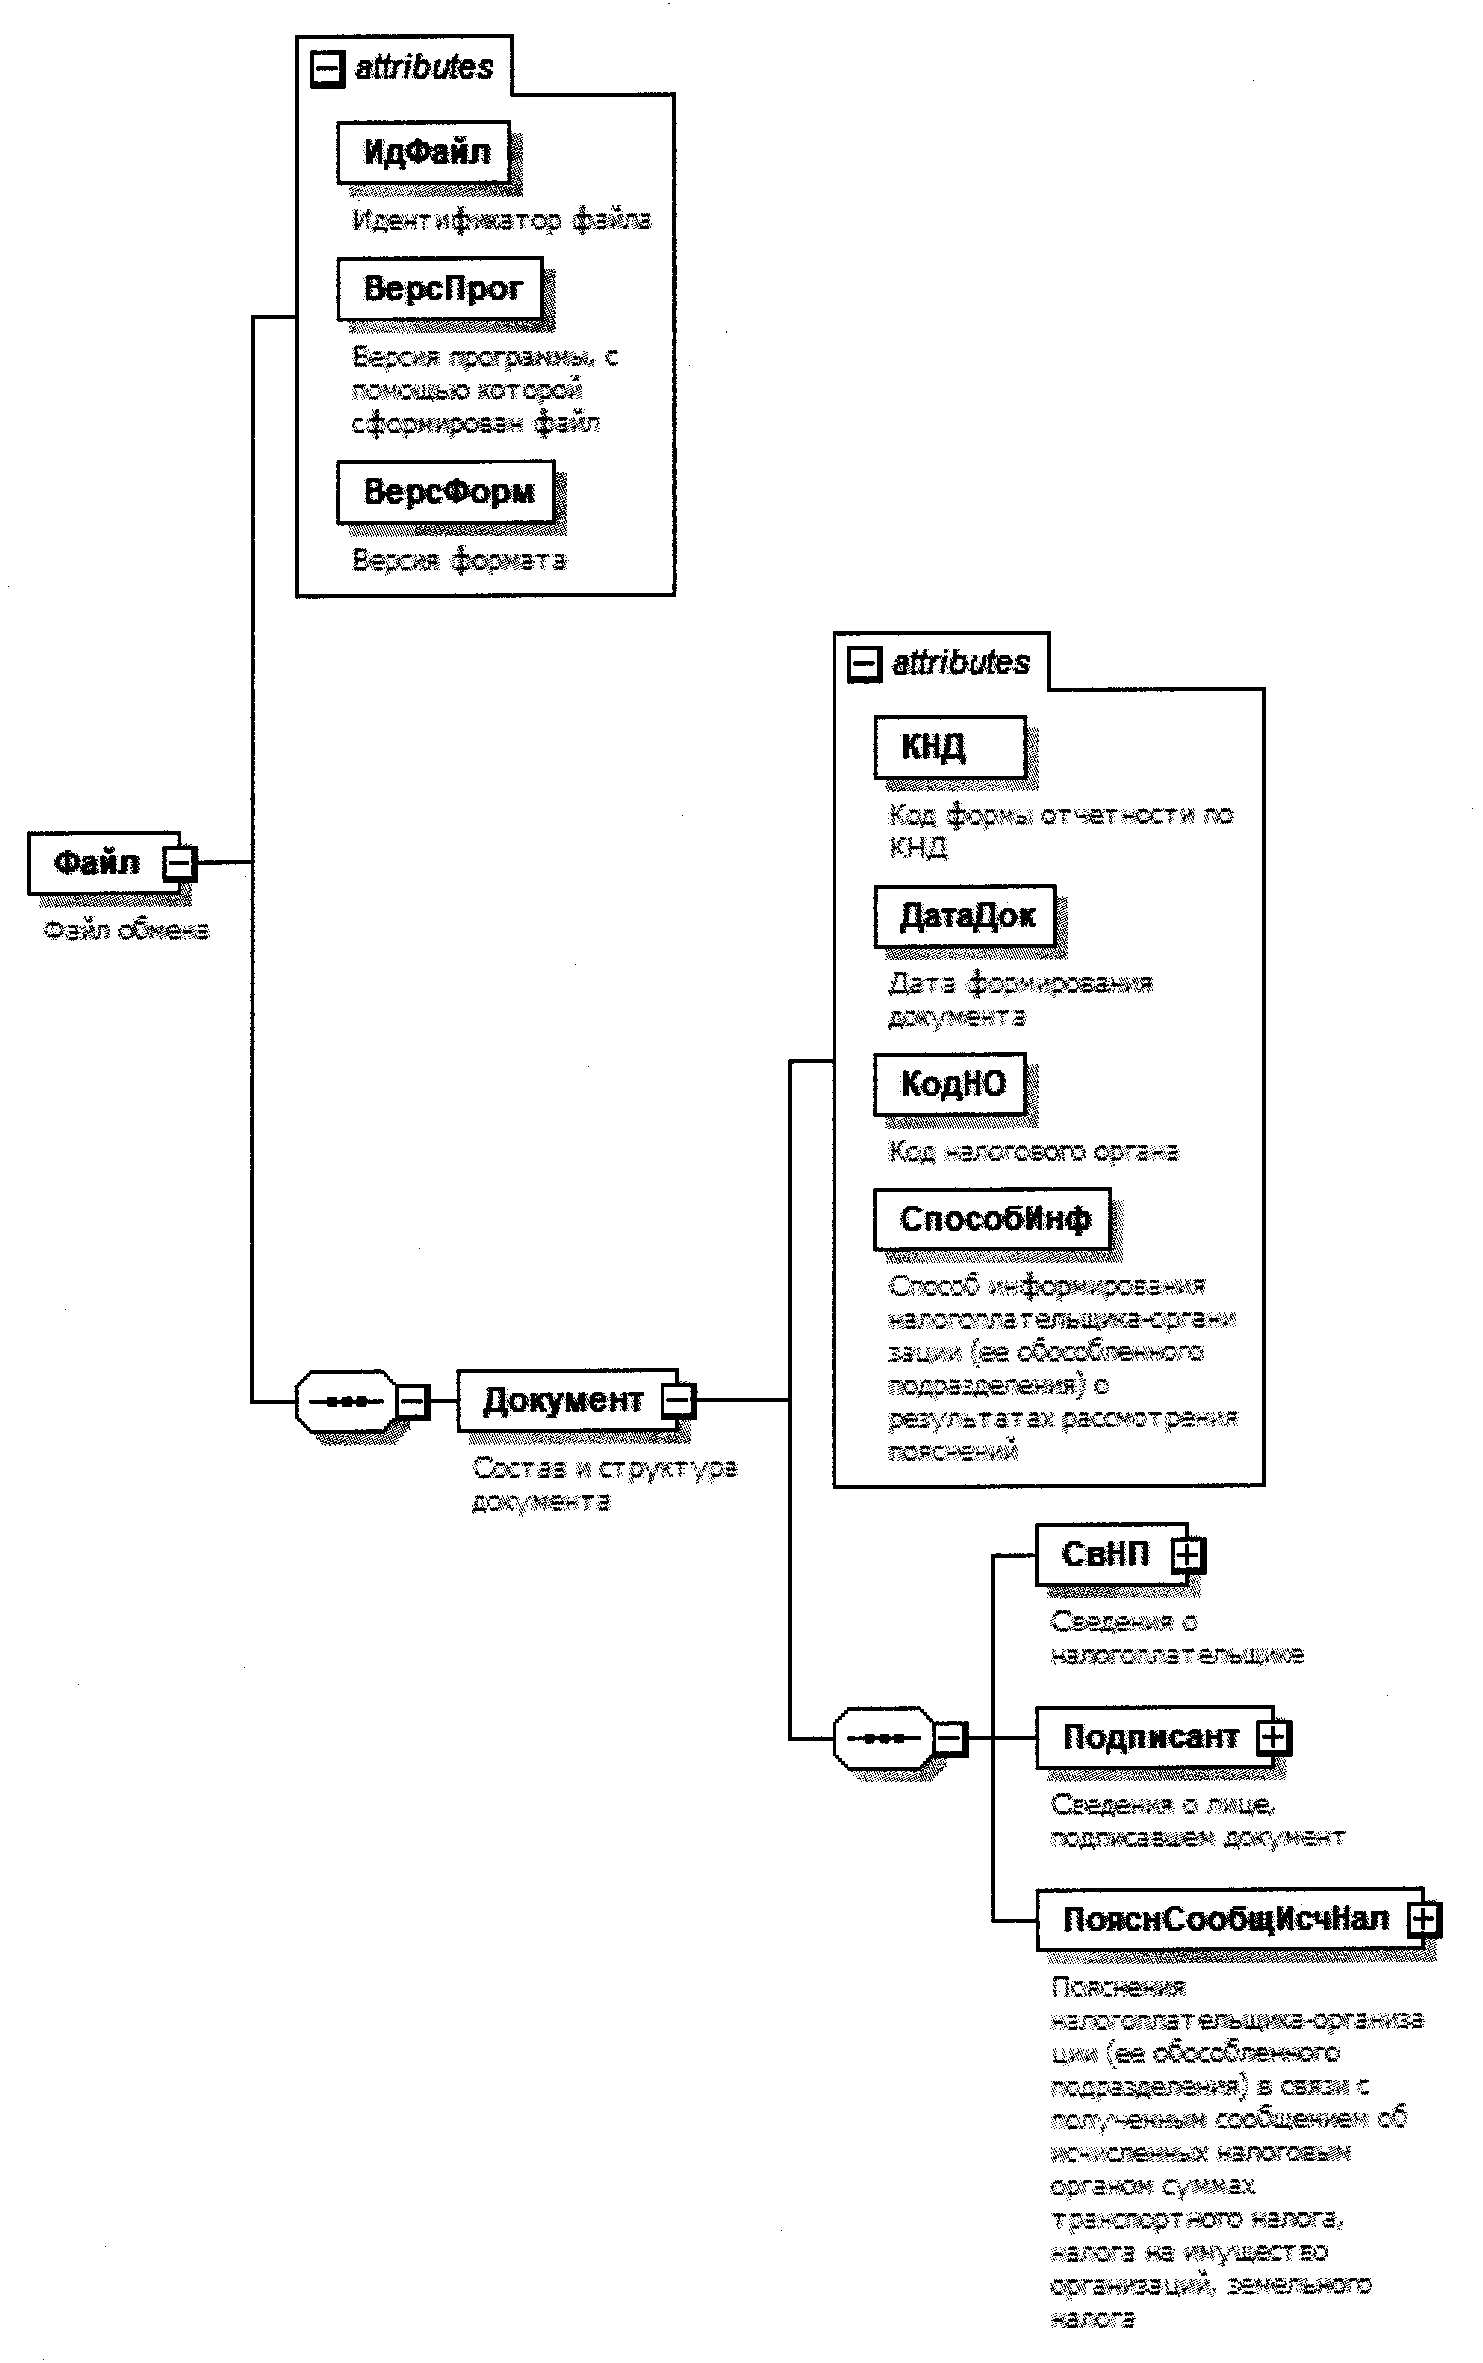 attributes
ИдФайл
Идентификатор файла
ВерсПрог
Версия программы, с
помощью которой
сформирован файл
ВерсФорм
Версия формата
Файл
Файл обмена
attributes
КНД
Код формы отчетности по
КНД
ДатаДок
Дата формирования
документа
КодНО
Код налогового органа
СпособИнф
Способ информирования
налогоплательщика-органи
зации (ее обособленного
подразделения) о
результатах рассмотрения
пояснений
Документ
Состав и структура
документа
СвНП
Сведения о
налогоплательщике
Подписант
Сведения о лице,
подписавшем документ
ПояснСообщИсчНал
Пояснения
налогоплательщика-организа
ции (ее обособленного
подразделения) в связи с
полученным сообщением об
исчисленных налоговым
органом суммах
транспортного налога,
налога на имущество
организаций, земельного
налога